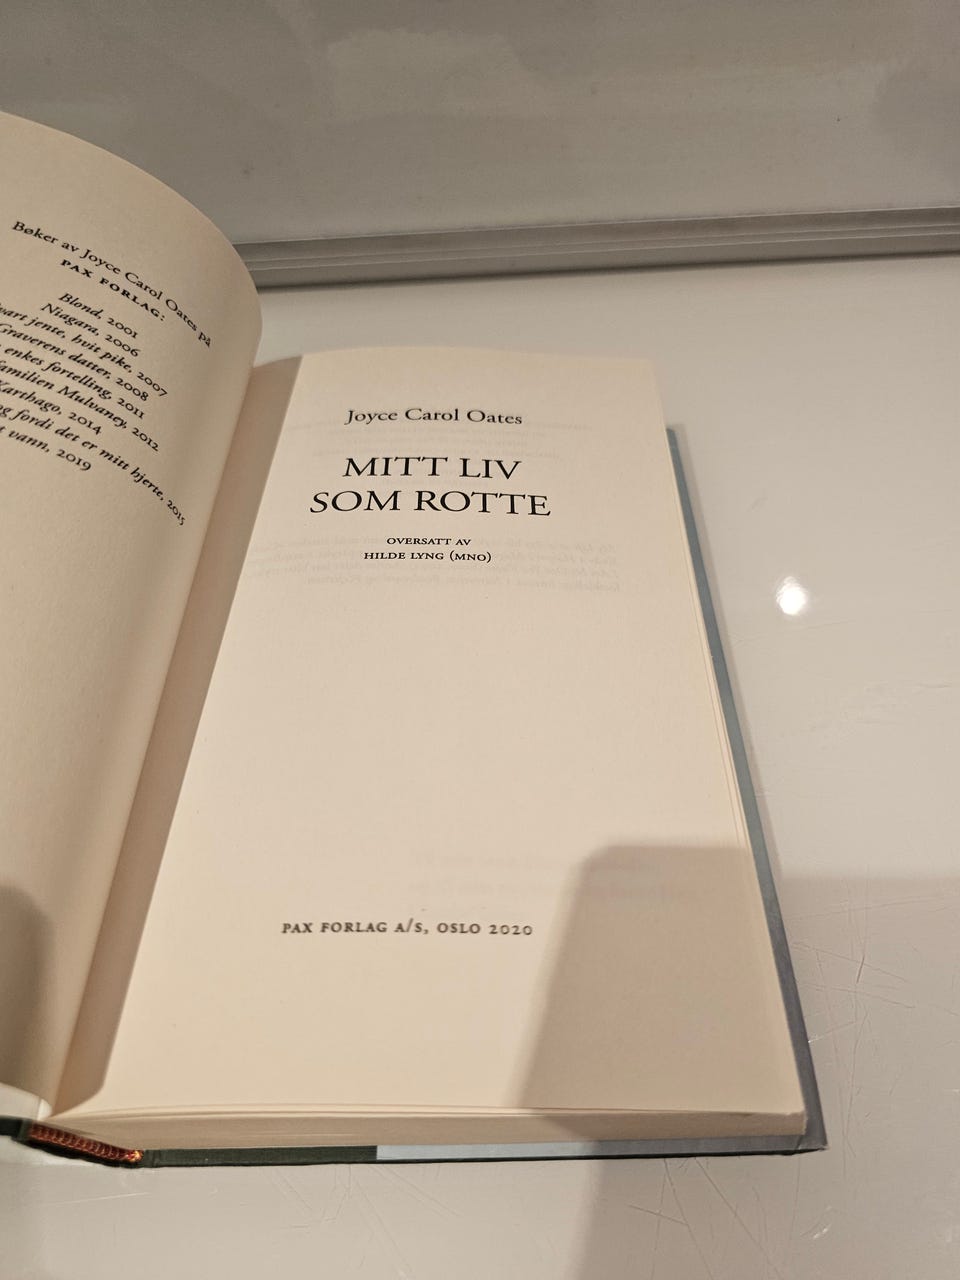 Bøker av Joyce Carol Oates på
PAX FORLAG:
Blond, 2001
Niagara, 2006
jente, hvit pike, 2007
Graverens datter, 2008
enkes fortelling, 2011
Mulvaney, 2012
Karthago, 2014
fordi det er mitt hjerte, 2015
vann, 2019
Joyce Carol Oates
MITT LIV
SOM ROTTE
OVERSATT AV
HILDE LYNG (MNO)
PAX FORLAG A/S, OSLO 2020